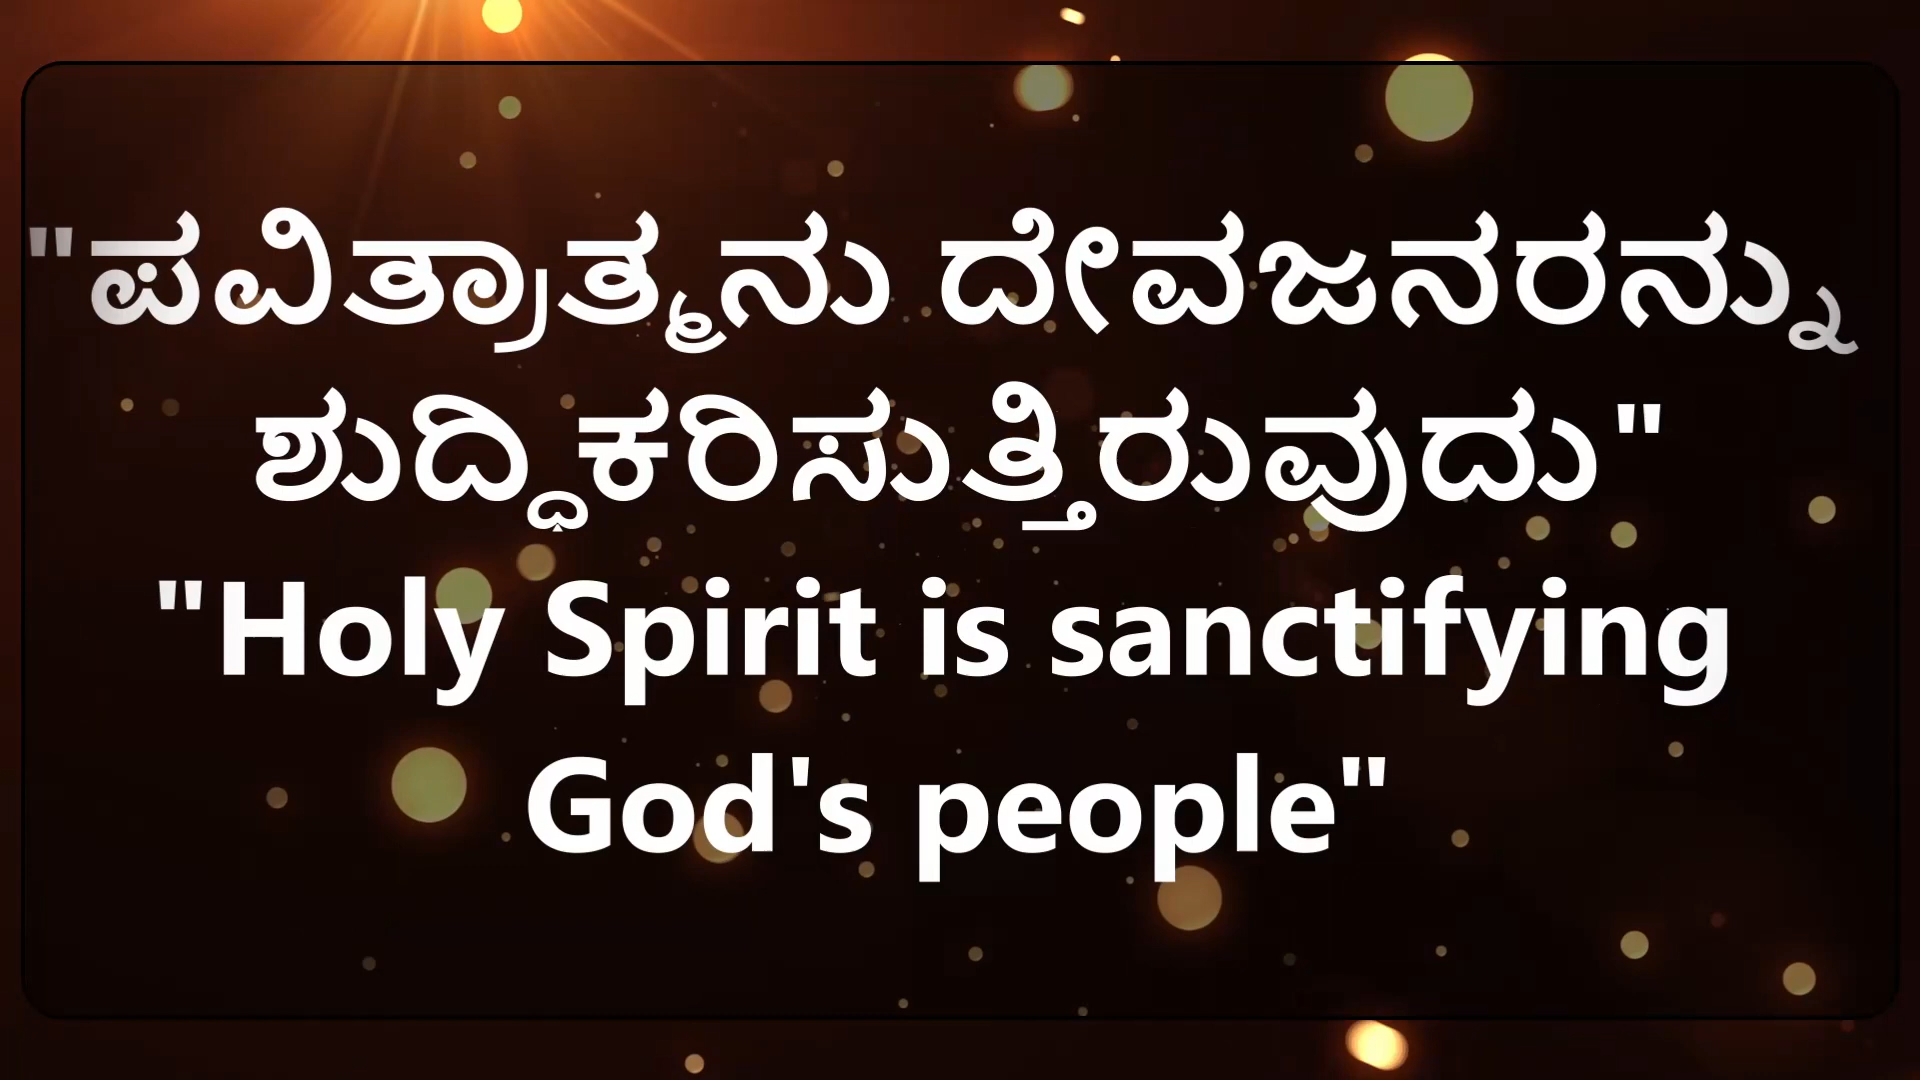 "ಪವಿತ್ರಾತ್ಮನು ದೇವಜನರನ್ನು
ಶುದ್ಧಿಕರಿಸುತ್ತಿರುವುದು"
"Holy Spirit is sanctifying
God's people"